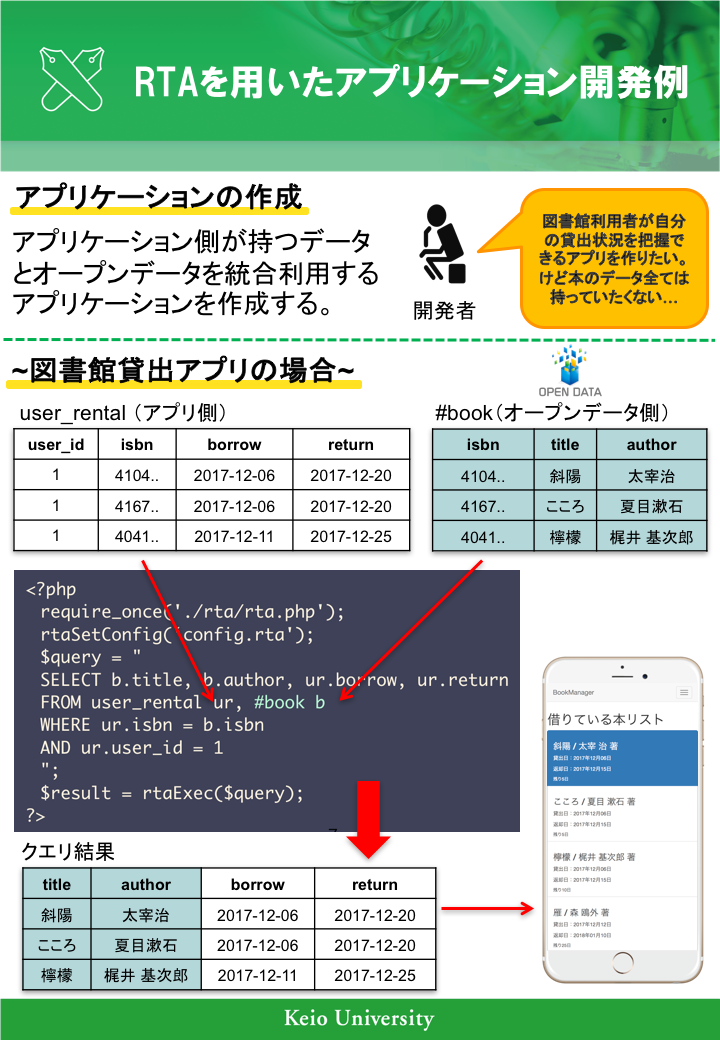 RTAを用いたアプリケーション開発例
アプリケーションの作成
アプリケーション側が持つデータ
とオープンデータを統合利用する
アプリケーションを作成する。
開発者
図書館利用者が自分
の貸出状況を把握で
きるアプリを作りたい。
けど本のデータ全ては
持っていたくない…
~図書館貸出アプリの場合~
OPEN DATA
user_rental（アプリ側）
user_id isbn borrow return
1 4104.. 2017-12-06 2017-12-20
1 4167.. 2017-12-06 2017-12-20
1 4041.. 2017-12-11 2017-12-25
#book（オープンデータ側）
isbn title author
4104.. 斜陽 太宰治
4167.. こころ 夏目漱石
4041.. 檸檬 梶井 基次郎
<?php
require_once('./rta/rta.php');
rtaSetConfig('config.rta');
$query = "
SELECT b.title, b.author, ur.borrow, ur.return
FROM user_rental ur, #book b
WHERE ur.isbn = b.isbn
AND ur.user_id = 1
";
$result = rtaExec($query);
?>
クエリ結果
title author borrow return
斜陽 太宰治 2017-12-06 2017-12-20
こころ 夏目漱石 2017-12-06 2017-12-20
檸檬 梶井 基次郎 2017-12-11 2017-12-25
BookManager
借りている本リスト
斜陽 / 太宰 治 著
貸出日：2017年12月06日
返却日：2017年12月15日
残り5日
こころ / 夏目 漱石 著
貸出日：2017年12月06日
返却日：2017年12月15日
残り5日
檸檬 / 梶井 基次郎 著
貸出日：2017年12月06日
返却日：2017年12月15日
残り10日
雁 / 森 鴎外 著
貸出日：2017年12月12日
返却日：2018年01月10日
残り25日
Keio University